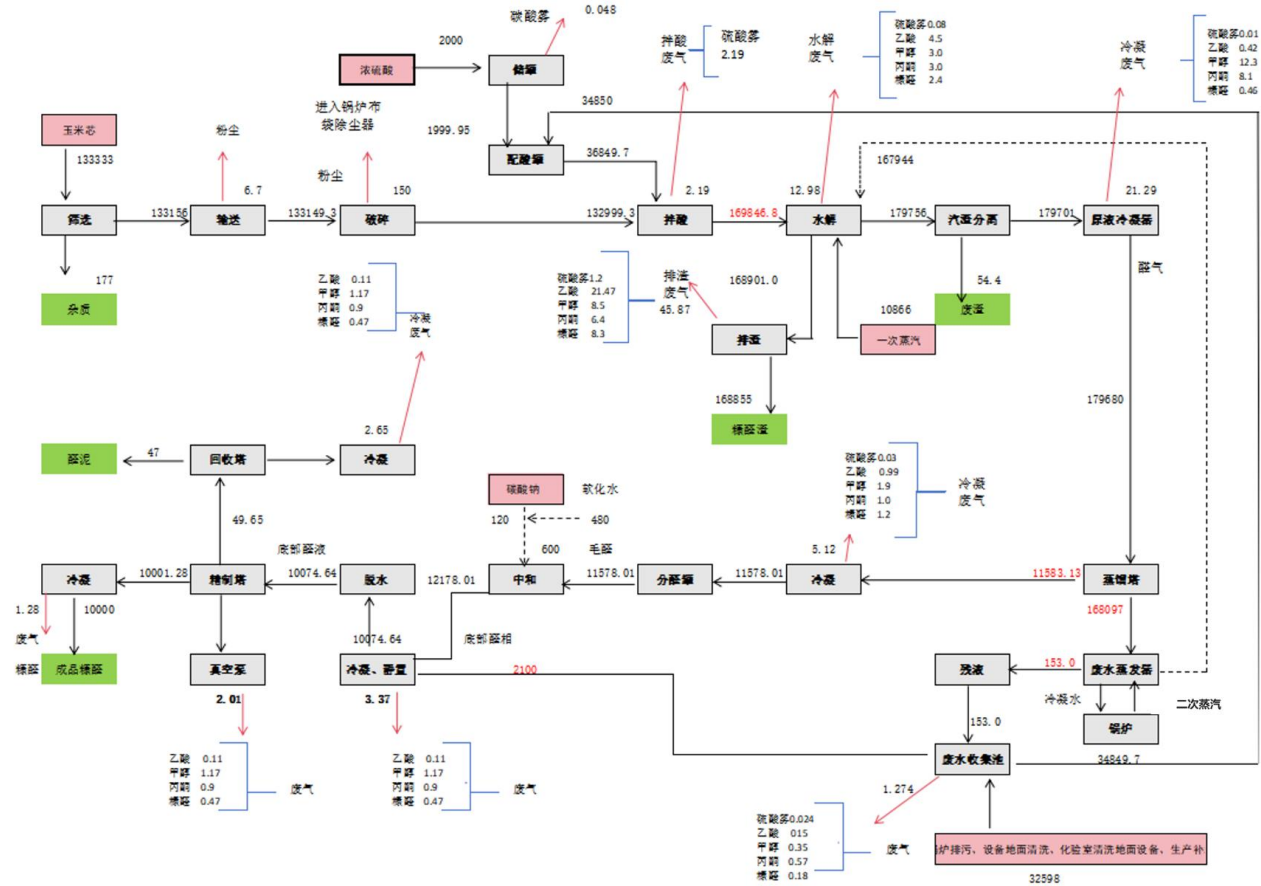 碳酸雾
0.048
2000
浓硫酸
储罐
拌酸
废气
硫酸雾
2.19
水解
废气
硫酸雾0.08
乙酸 4.5
甲醇 3.0
丙酮 3.0
糠醛 2.4
冷凝
废气
硫酸雾0.01
乙酸 0.42
甲醇 12.3
丙酮 8.1
糠醛 0.46
34850
进入锅炉布
袋除尘器
1999.95
玉米芯
133333
粉尘
配酸罐
36849.7
167944
粉尘
6.7
150
2.19
12.98
21.29
筛选
133156
输送
133149.3
破碎
132999.3
拌酸
169846.8
水解
179756
汽渣分离
179701
原液冷凝器
177
杂质
乙酸 0.11
甲醇 1.17
丙酮 0.9
糠醛 0.47
冷凝
废气
硫酸雾1.2
乙酸 21.47
甲醇 8.5
丙酮 6.4
糠醛 8.3
排渣
废气
45.87
168901.0
10866
54.4
废渣
醛气
排渣
一次蒸汽
168855
糠醛渣
179680
2.65
醛泥
47
回收塔
冷凝
硫酸雾0.03
乙酸 0.99
甲醇 1.9
丙酮 1.0
糠醛 1.2
冷凝
废气
碳酸钠
软化水
120
480
49.65
600
毛醛
5.12
底部醛液
冷凝
10001.28
精制塔
10074.64
脱水
12178.01
中和
11578.01
分醛罐
11578.01
冷凝
11583.13
蒸馏塔
1.28
10000
168097
废气
糠醛
成品糠醛
10074.64
底部醛相
真空泵
冷凝、静置
2100
残液
153.0
废水蒸发器
2.01
3.37
冷凝水
二次蒸汽
153.0
锅炉
乙酸 0.11
甲醇 1.17
丙酮 0.9
糠醛 0.47
废气
乙酸 0.11
甲醇 1.17
丙酮 0.9
糠醛 0.47
废气
废水收集池
34849.7
1.274
硫酸雾0.024
乙酸 015
甲醇 0.35
丙酮 0.57
糠醛 0.18
废气
炉排污、设备地面清洗、化验室清洗地面设备、生产补
32598